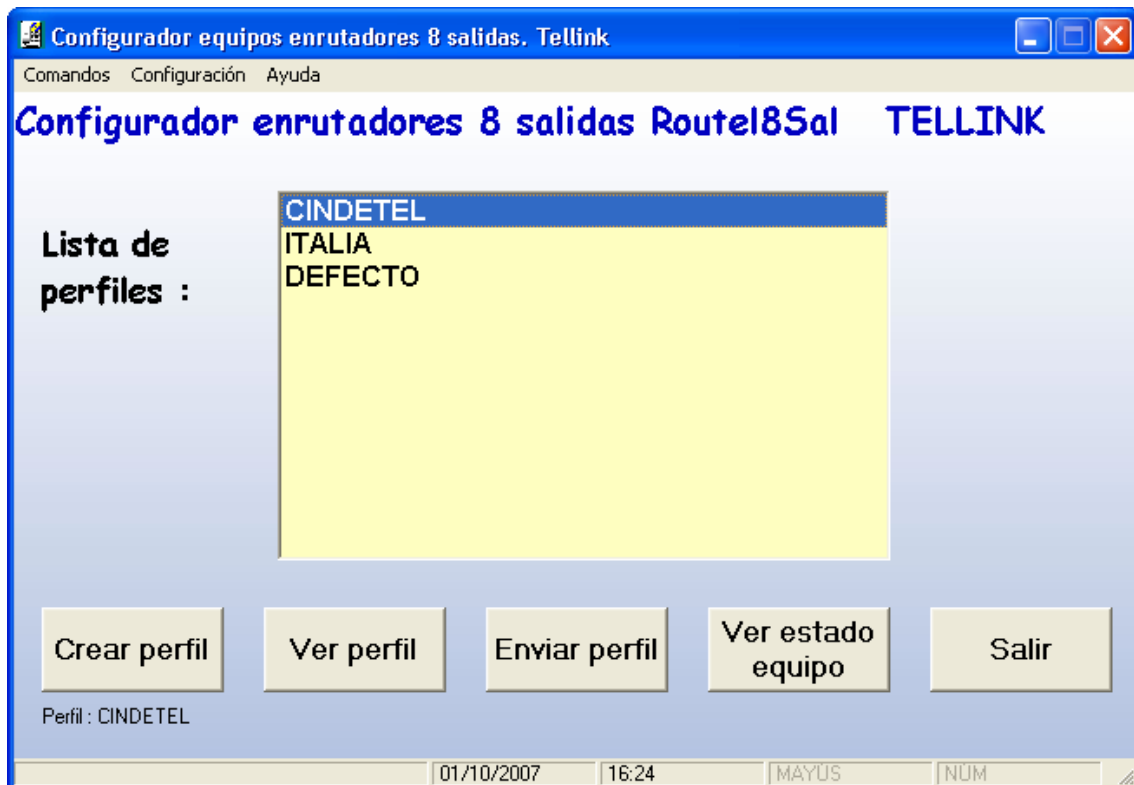 Configurador equipos enrutadores 8 salidas. Tellink
Comandos Configuración Ayuda
Configurador enrutadores 8 salidas Routel8Sal TELLINK
Lista de
perfiles :
CINDETEL
ITALIA
DEFECTO
Crear perfil
Ver perfil
Enviar perfil
Ver estado
equipo
Salir
Perfil : CINDETEL
01/10/2007 16:24 MAYÚS NÚM